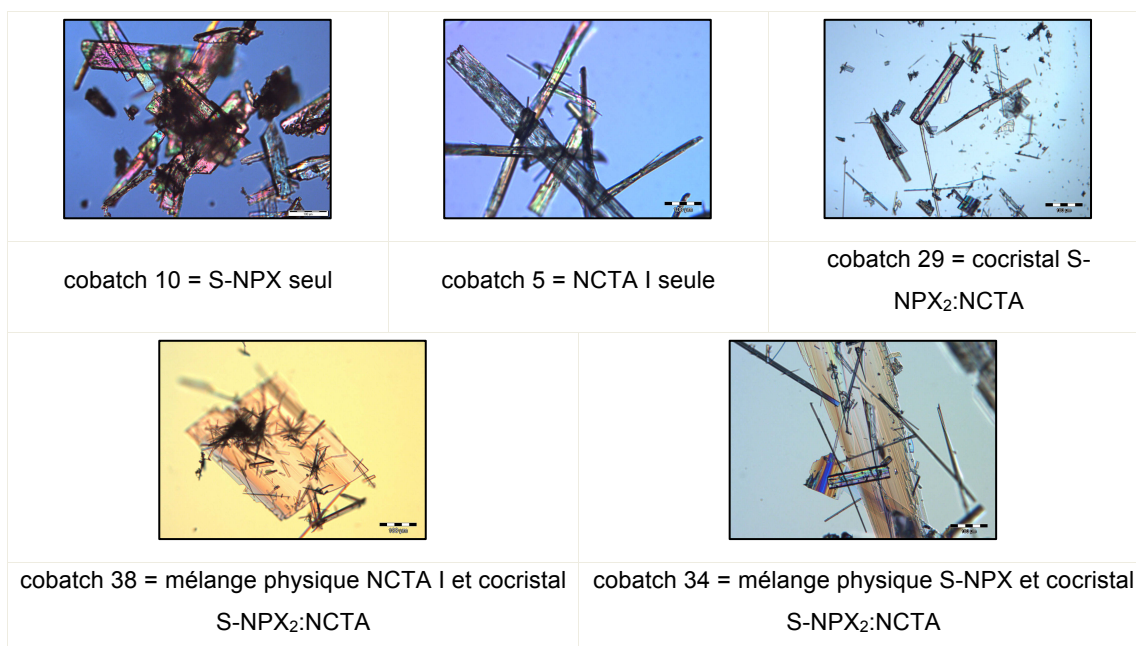 cobatch 10 = S-NPX seul
cobatch 5 = NCTA I seule
cobatch 29 = cocristal S-
NPX₂:NCTA
cobatch 38 = mélange physique NCTA I et cocristal
S-NPX₂:NCTA
cobatch 34 = mélange physique S-NPX et cocristal
S-NPX₂:NCTA